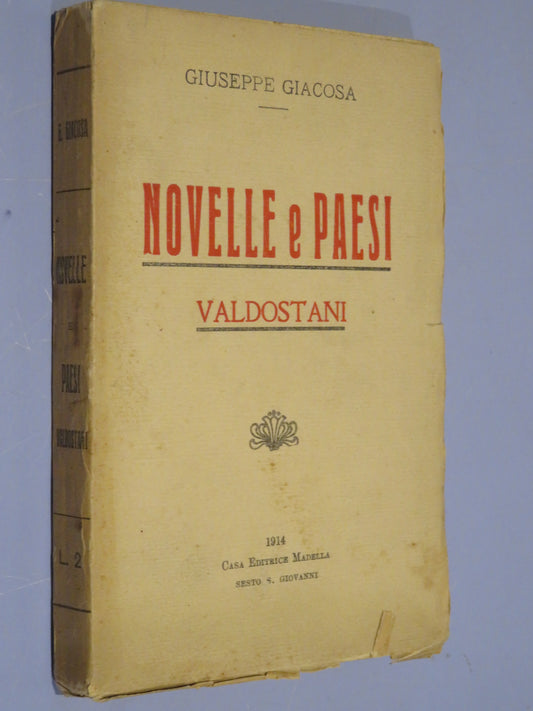 GIUSEPPE GIACOSA
NOVELLE e PAESI
VALDOSTANI
1914
CASA EDITRICE MADELLA
SESTO S. GIOVANNI
G. GIACOSA
NOVELLE
E
PAESI
VALDOSTANI
L. 2